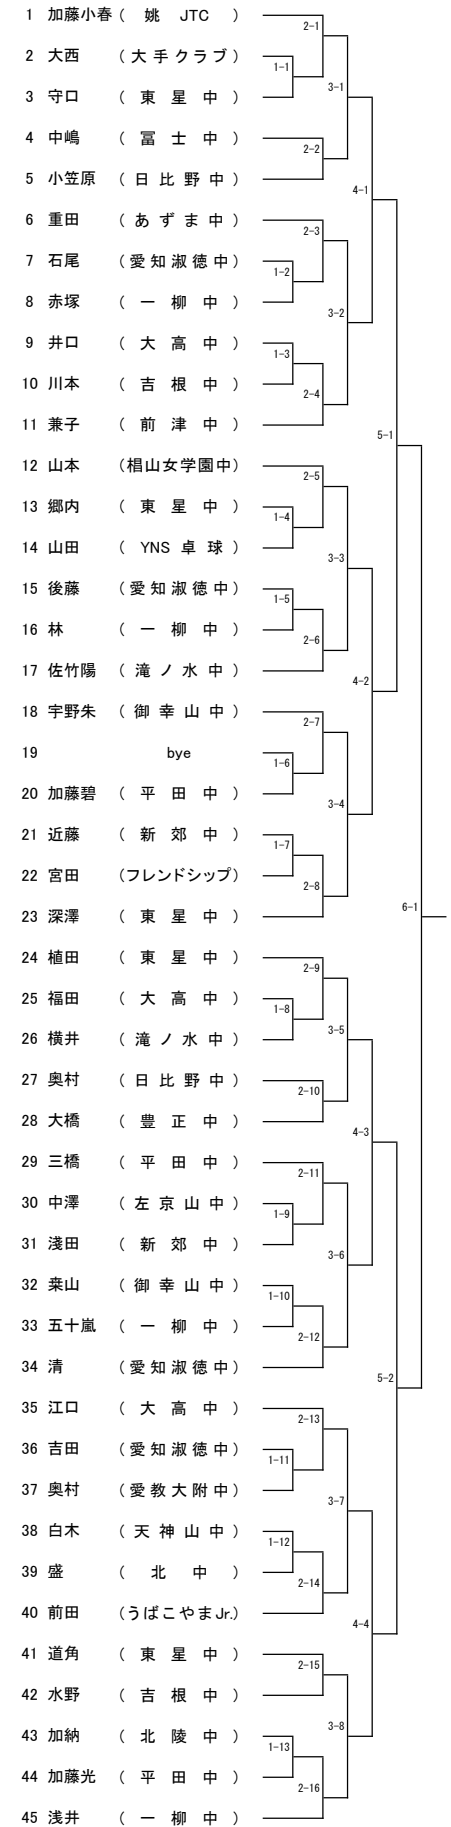 1 加藤小春 ( 姚 JTC )
2-1
2 大西 ( 大手クラブ )
1-1
3-1
3 守口 ( 東星中 )
4 中嶋 ( 冨士中 )
2-2
5 小笠原 ( 日比野中 )
4-1
6 重田 ( あずま中 )
2-3
7 石尾 ( 愛知淑徳中 )
1-2
8 赤塚 ( 一柳中 )
3-2
9 井口 ( 大高中 )
1-3
10 川本 ( 吉根中 )
2-4
11 兼子 ( 前津中 )
5-1
12 山本 (椙山女学園中)
2-5
13 郷内 ( 東星中 )
1-4
14 山田 ( YNS 卓球 )
3-3
15 後藤 ( 愛知淑徳中 )
1-5
16 林 ( 一柳中 )
2-6
17 佐竹陽 ( 滝ノ水中 )
4-2
18 宇野朱 ( 御幸山中 )
2-7
19 bye
1-6
20 加藤碧 ( 平田中 )
3-4
21 近藤 ( 新郊中 )
1-7
22 宮田 (フレンドシップ)
2-8
23 深澤 ( 東星中 )
6-1
24 植田 ( 東星中 )
2-9
25 福田 ( 大高中 )
1-8
26 横井 ( 滝ノ水中 )
3-5
27 奥村 ( 日比野中 )
2-10
28 大橋 ( 豊正中 )
4-3
29 三橋 ( 平田中 )
2-11
30 中澤 ( 左京山中 )
1-9
31 淺田 ( 新郊中 )
3-6
32 桒山 ( 御幸山中 )
1-10
33 五十嵐 ( 一柳中 )
2-12
34 清 ( 愛知淑徳中 )
5-2
35 江口 ( 大高中 )
2-13
36 吉田 ( 愛知淑徳中 )
1-11
37 奥村 ( 愛教大附中 )
3-7
38 白木 ( 天神山中 )
1-12
39 盛 ( 北中 )
2-14
40 前田 (うばこやまJr.)
4-4
41 道角 ( 東星中 )
2-15
42 水野 ( 吉根中 )
43 加納 ( 北陵中 )
3-8
1-13
44 加藤光 ( 平田中 )
2-16
45 浅井 ( 一柳中 )